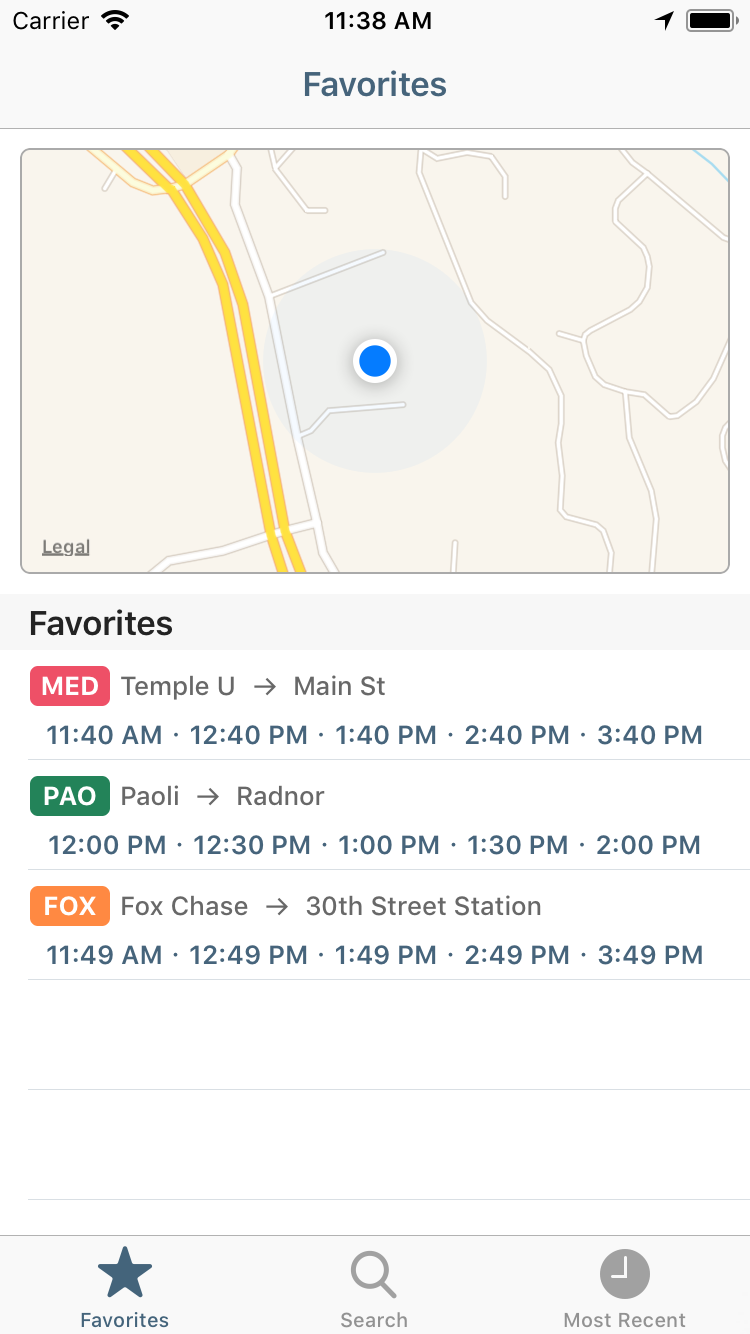 Carrier 11:38 AM
Favorites
Legal
Favorites
MED Temple U → Main St
11:40 AM · 12:40 PM · 1:40 PM · 2:40 PM · 3:40 PM
PAO Paoli → Radnor
12:00 PM · 12:30 PM · 1:00 PM · 1:30 PM · 2:00 PM
FOX Fox Chase → 30th Street Station
11:49 AM · 12:49 PM · 1:49 PM · 2:49 PM · 3:49 PM
Favorites Search Most Recent